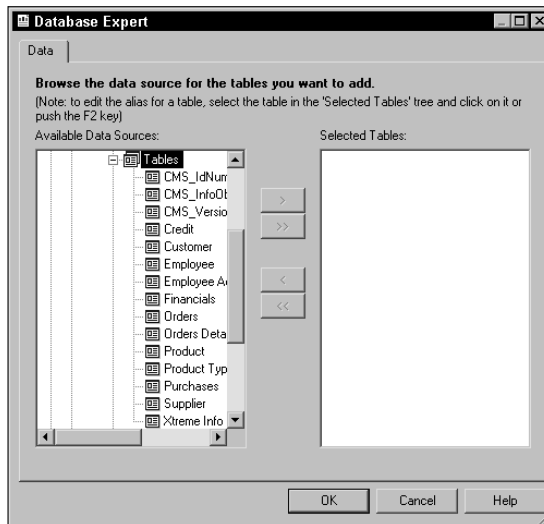 Database Expert
Data
Browse the data source for the tables you want to add.
(Note: to edit the alias for a table, select the table in the 'Selected Tables' tree and click on it or
push the F2 key)
Available Data Sources:
Selected Tables:
Tables
CMS_IdNum
CMS_InfoOb
CMS_Versio
Credit
Customer
Employee
Employee Ad
Financials
Orders
Orders Deta
Product
Product Typ
Purchases
Supplier
Xtreme Info
>
>>
<
<<
OK
Cancel
Help